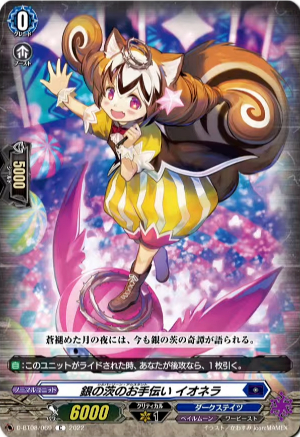 0
グレード
ブースト
5000
蒼褪めた月の夜には、今も銀の茨の奇譚が語られる。
ノーマルユニット
:このユニットがライドされた時、あなたが後攻なら、1枚引く。
銀の茨のお手伝い イオネラ
パワー
6000
クリティカル
1
ダークステイツ
ペイルムーン - フービースト
2022